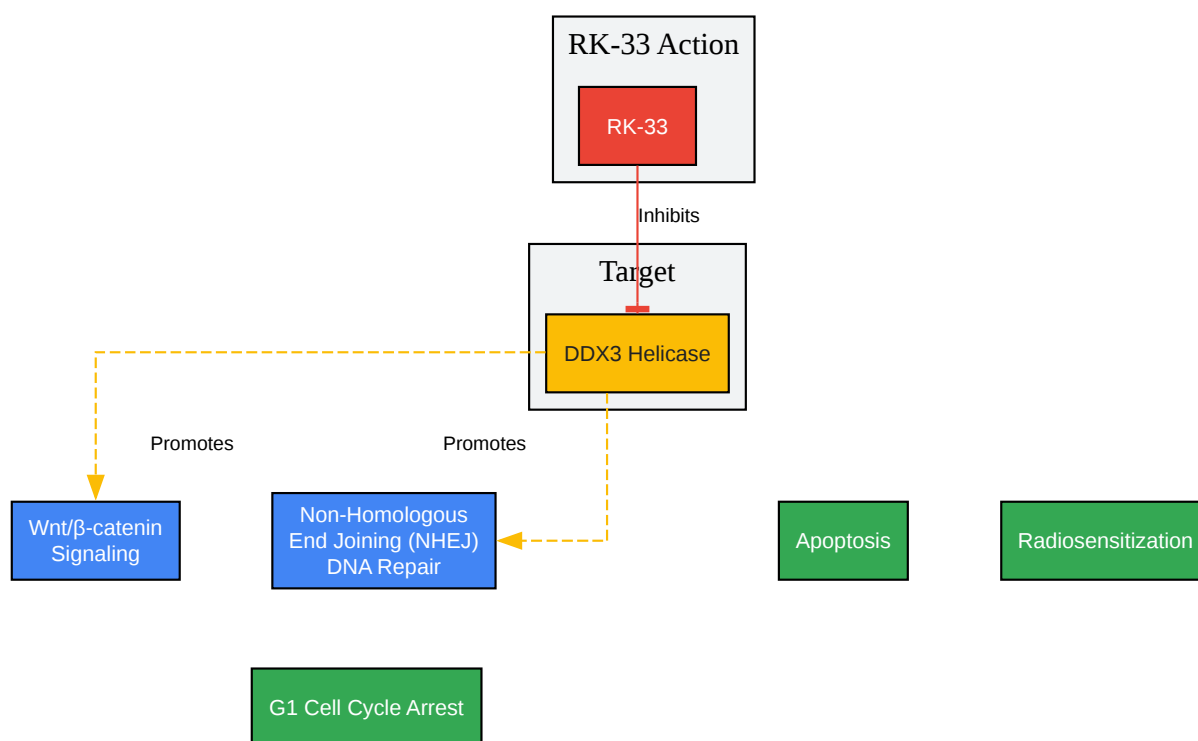 RK-33 Action
RK-33
Inhibits
Target
DDX3 Helicase
Promotes
Promotes
Wnt/β-catenin
Signaling
Non-Homologous
End Joining (NHEJ)
DNA Repair
Apoptosis
Radiosensitization
G1 Cell Cycle Arrest